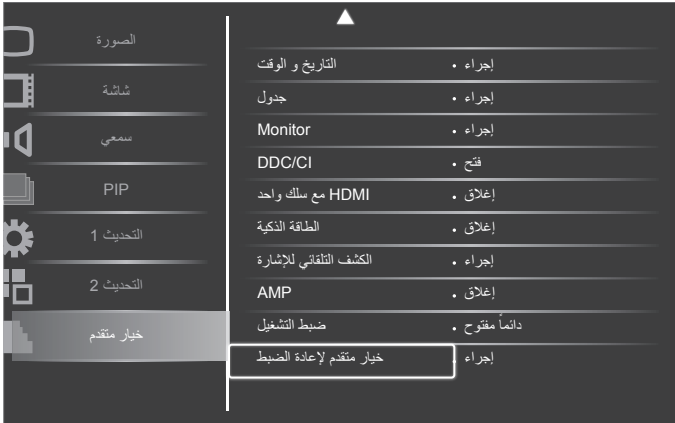 الصورة
شاشة
سمعي
PIP
التحديث 1
التحديث 2
خيار متقدم
التاريخ و الوقت • إجراء
جدول • إجراء
Monitor • إجراء
DDC/CI • فتح
HDMI مع سلك واحد • إغلاق
الطاقة الذكية • إغلاق
الكشف التلقائي للإشارة • إجراء
AMP • إغلاق
ضبط التشغيل • دائماً مفتوح
خيار متقدم لإعادة الضبط • إجراء